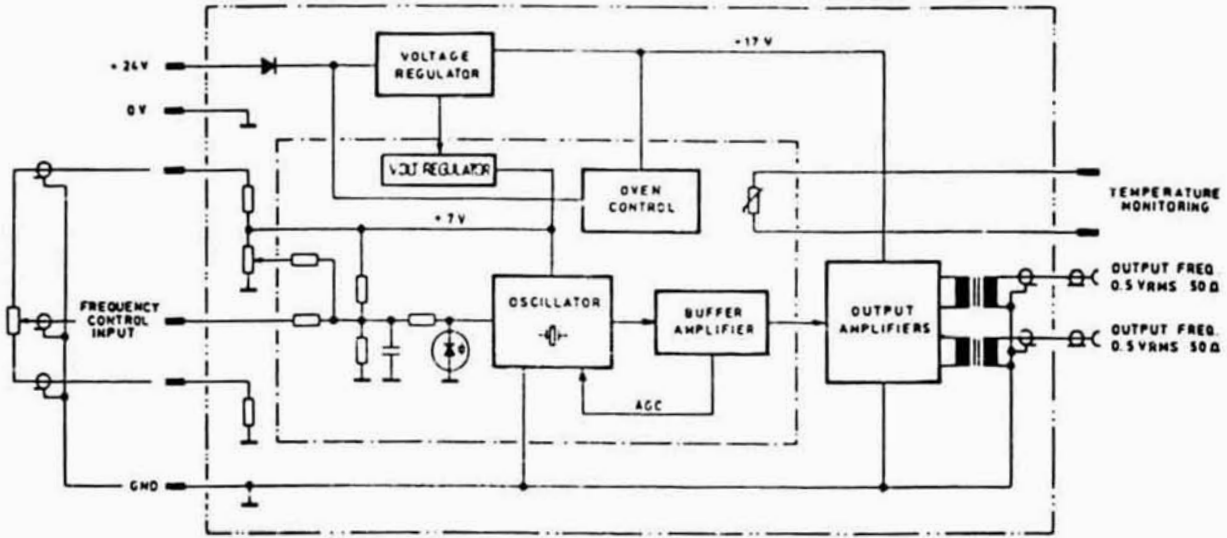 -17 V
VOLTAGE
REGULATOR
+ 24V
0V
VOLT REGULATOR
OVEN
CONTROL
TEMPERATURE
MONITORING
+ 7V
OUTPUT FREQ.
0.5 VRMS 50 Ω
OSCILLATOR
BUFFER
AMPLIFIER
OUTPUT
AMPLIFIERS
FREQUENCY
CONTROL
INPUT
OUTPUT FREQ.
0.5 VRMS 50 Ω
AGC
GND